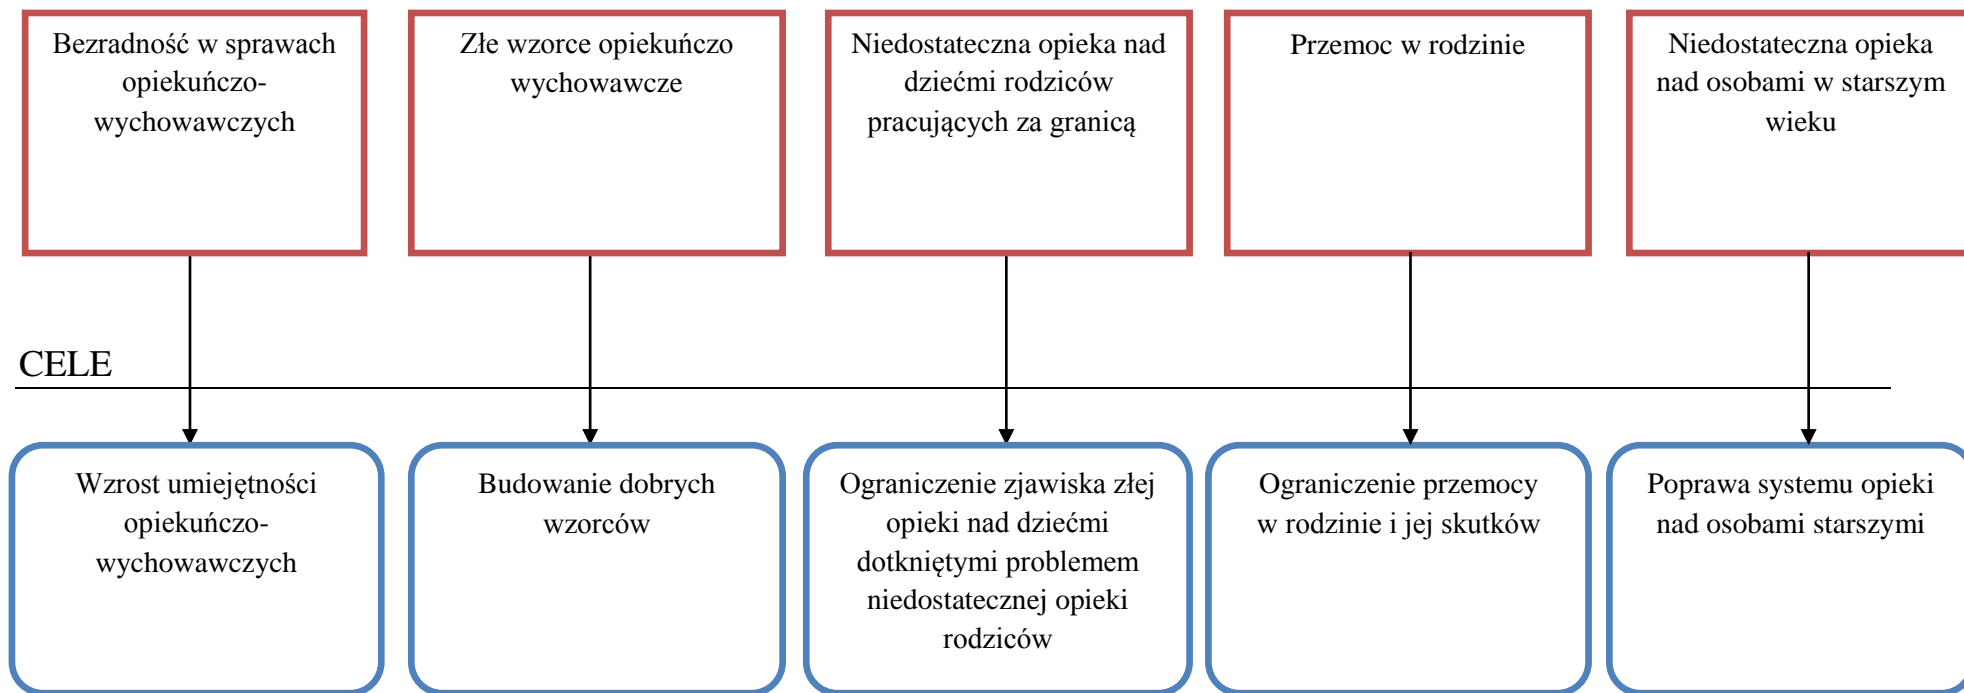 Bezradność w sprawach
opiekuńczo-
wychowawczych
Złe wzorce opiekuńczo
wychowawcze
Niedostateczna opieka nad
dziećmi rodziców
pracujących za granicą
Przemoc w rodzinie
Niedostateczna opieka
nad osobami w starszym
wieku
CELE
Wzrost umiejętności
opiekuńczo-
wychowawczych
Budowanie dobrych
wzorców
Ograniczenie zjawiska złej
opieki nad dziećmi
dotkniętymi problemem
niedostatecznej opieki
rodziców
Ograniczenie przemocy
w rodzinie i jej skutków
Poprawa systemu opieki
nad osobami starszymi